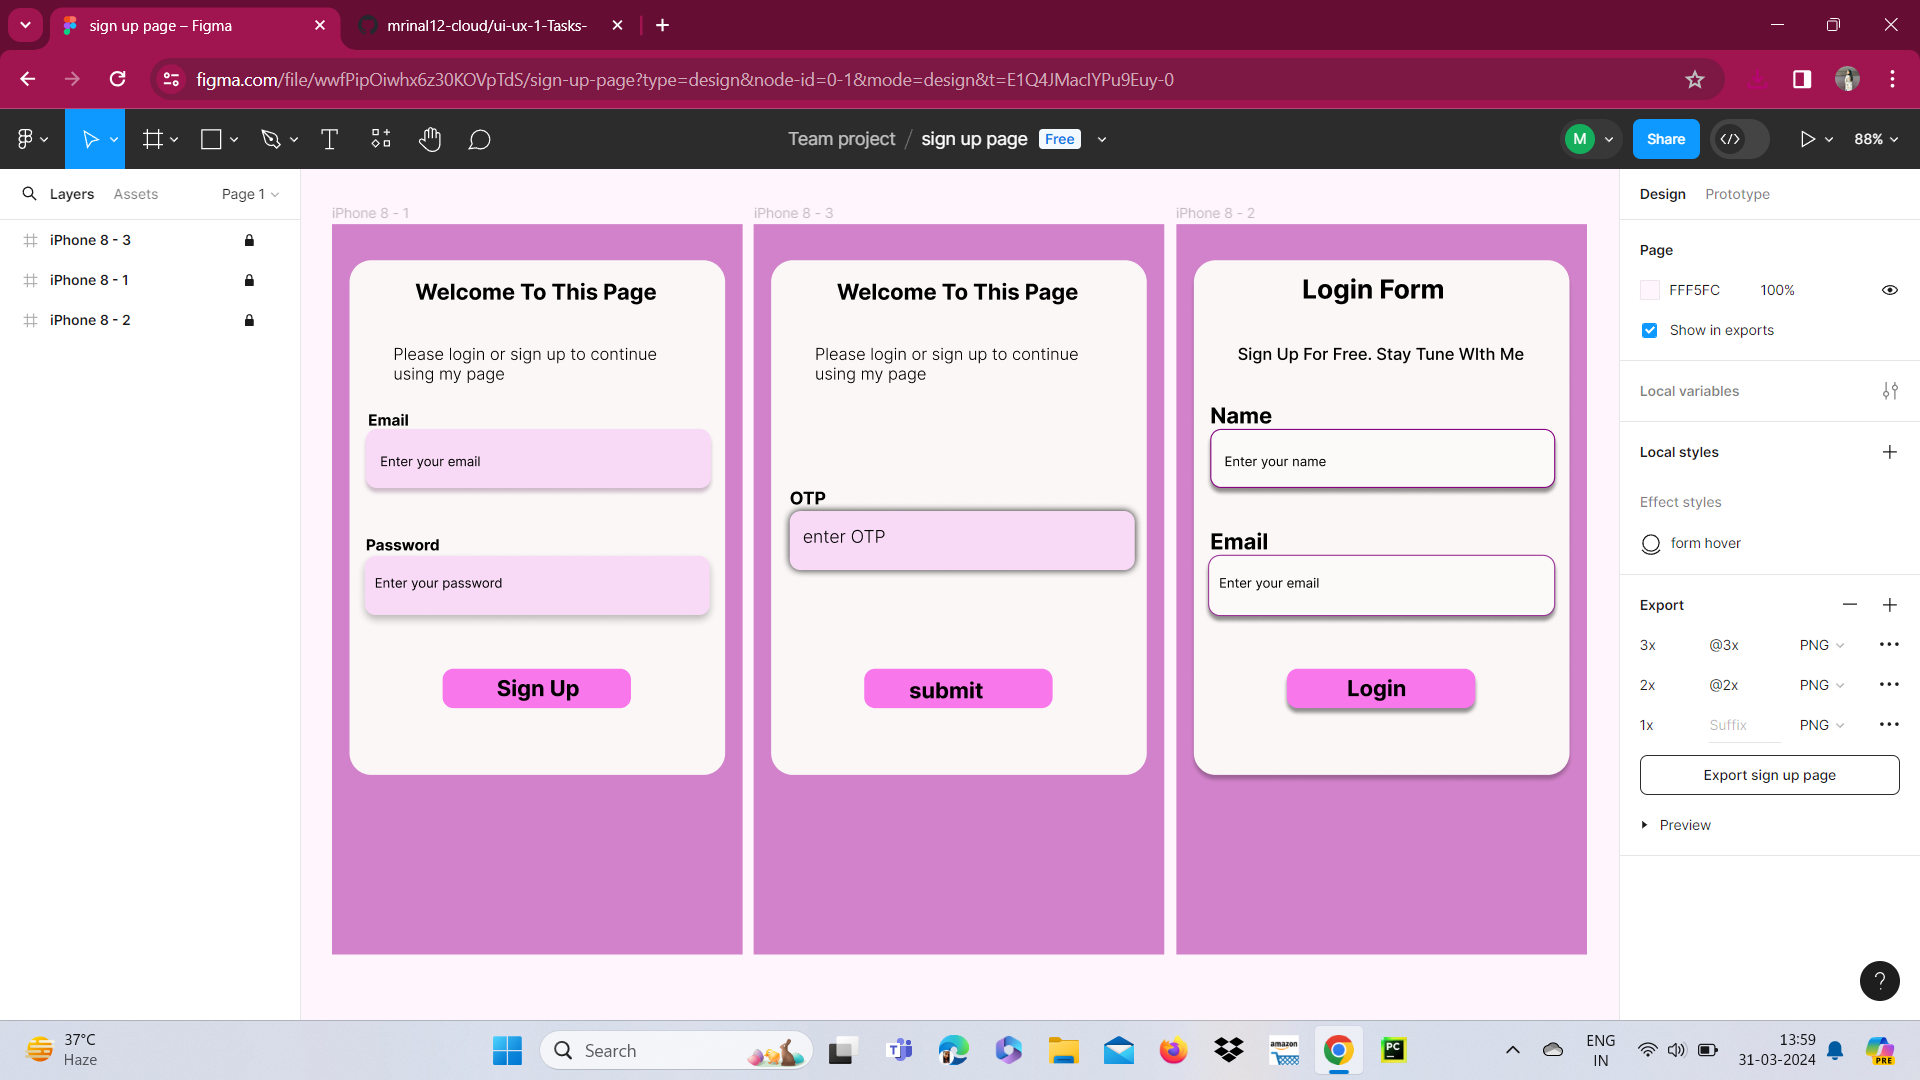 sign up page – Figma
mrinal12-cloud/ui-ux-1-Tasks-
figma.com/file/wwfPipOiwhx6z30KOVpTdS/sign-up-page?type=design&node-id=0-1&mode=design&t=E1Q4JMaclYPu9Euy-0
Team project / sign up page Free
M
Share
88%
Layers Assets Page 1
iPhone 8 - 3
iPhone 8 - 1
iPhone 8 - 2
iPhone 8 - 1
Welcome To This Page
Please login or sign up to continue
using my page
Email
Enter your email
Password
Enter your password
Sign Up
iPhone 8 - 3
Welcome To This Page
Please login or sign up to continue
using my page
OTP
enter OTP
submit
iPhone 8 - 2
Login Form
Sign Up For Free. Stay Tune WIth Me
Name
Enter your name
Email
Enter your email
Login
Design Prototype
Page
FFF5FC 100%
Show in exports
Local variables
Local styles
Effect styles
form hover
Export
3x @3x PNG
2x @2x PNG
1x Suffix PNG
Export sign up page
Preview
?
37°C
Haze
Search
amazon
PC
ENG
IN
13:59
31-03-2024
PRE